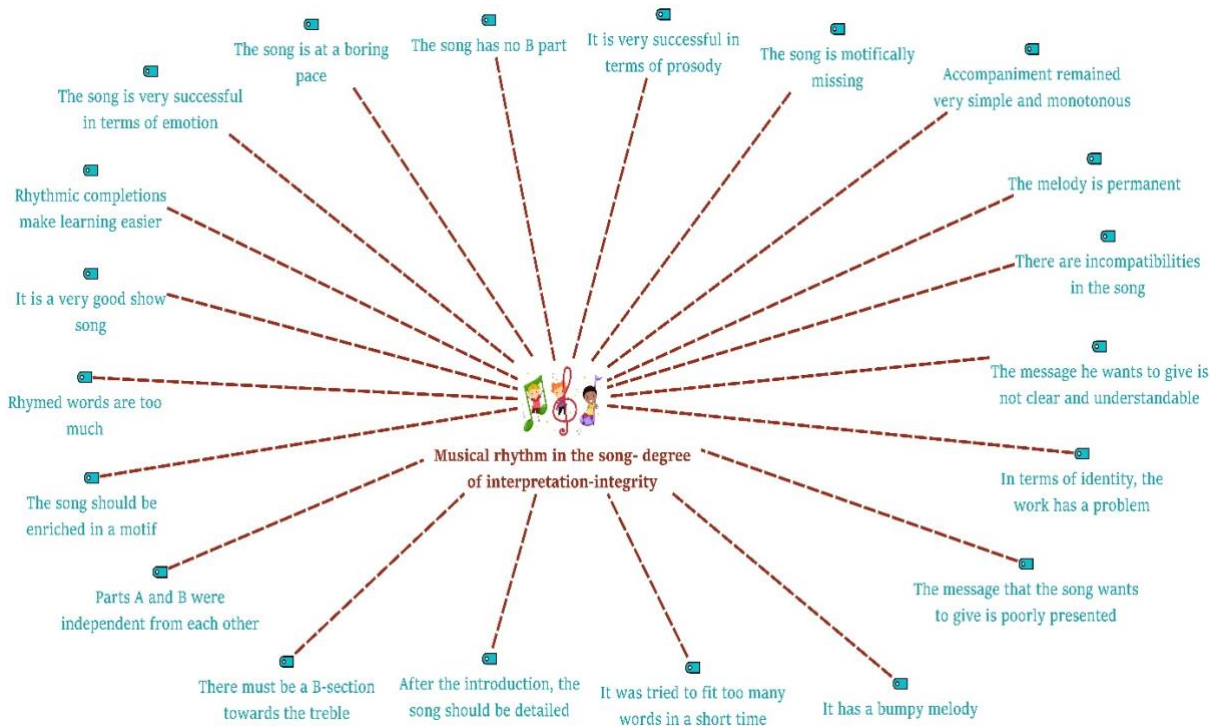 The song is at a boring
pace
The song has no B part
It is very successful in
terms of prosody
The song is motifically
missing
Accompaniment remained
very simple and monotonous
The song is very successful
in terms of emotion
Rhythmic completions
make learning easier
The melody is permanent
There are incompatibilities
in the song
It is a very good show
song
Rhymed words are too
much
The message he wants to give is
not clear and understandable
Musical rhythm in the song- degree
of interpretation-integrity
The song should be
enriched in a motif
In terms of identity, the
work has a problem
Parts A and B were
independent from each other
The message that the song wants
to give is poorly presented
There must be a B-section
towards the treble
After the introduction, the
song should be detailed
It was tried to fit too many
words in a short time
It has a bumpy melody